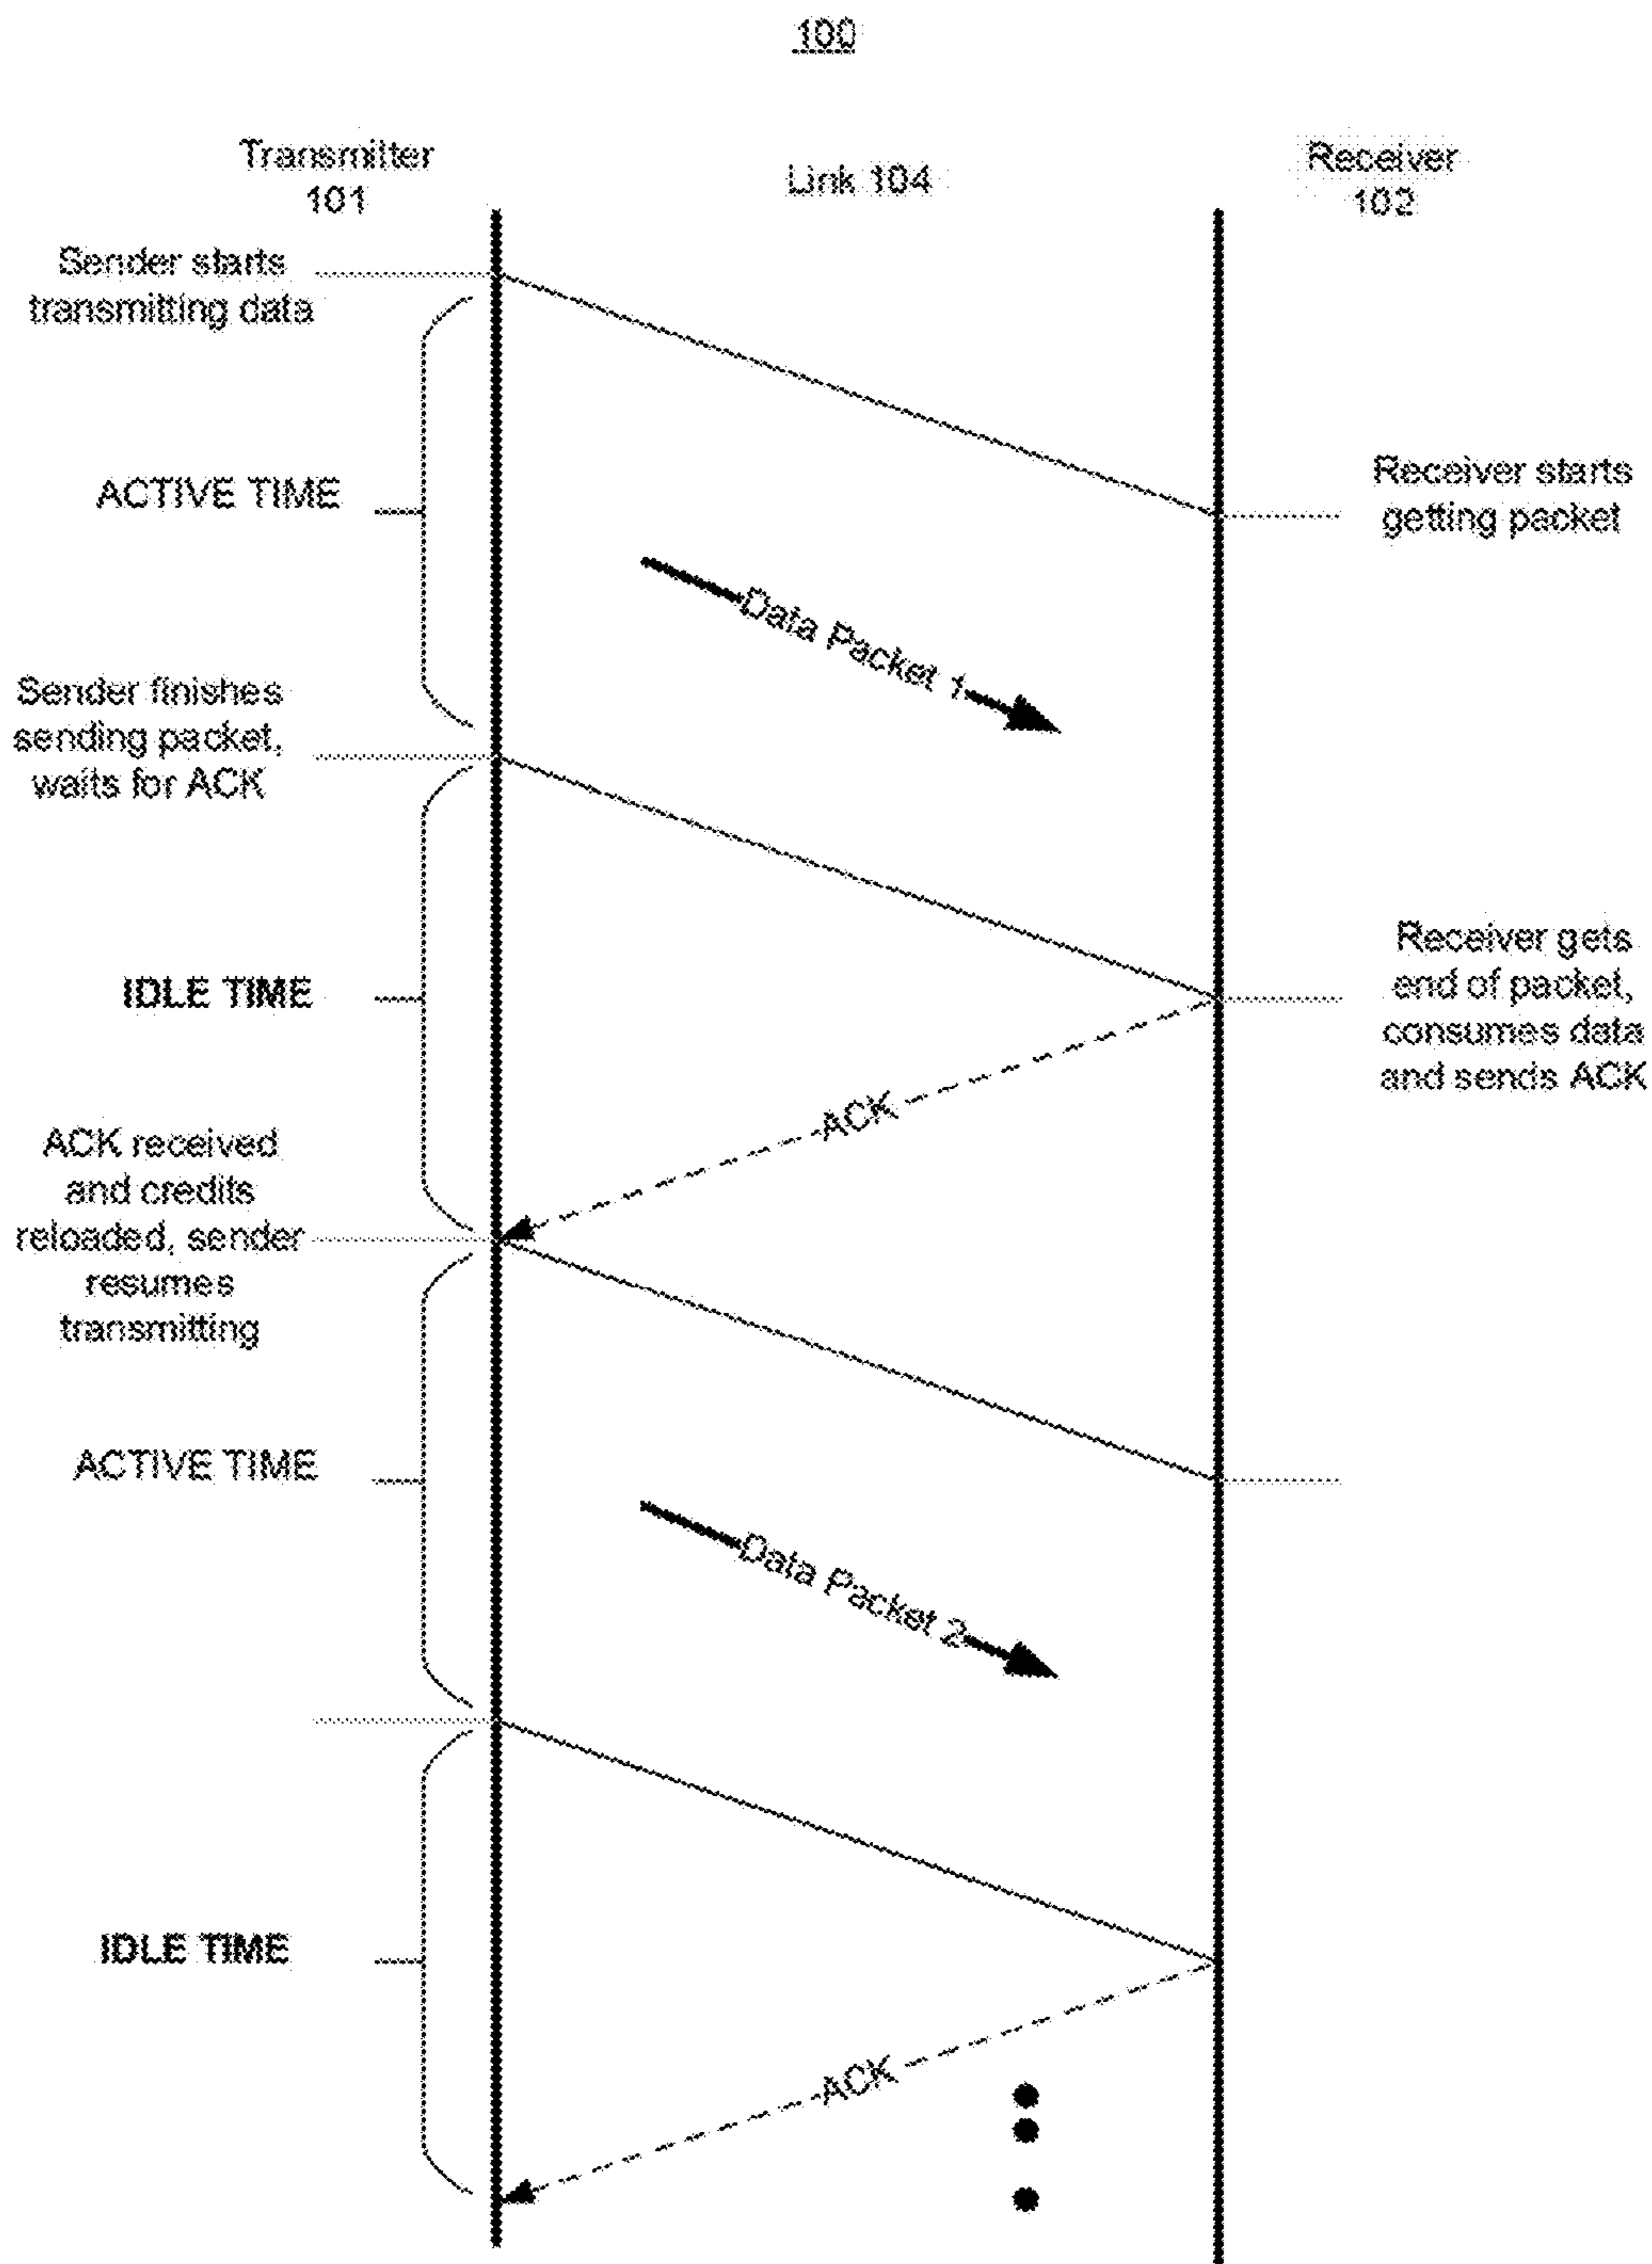 100
Transmitter
101
Link 104
Receiver
102
Sender starts
transmitting data
ACTIVE TIME
Receiver starts
getting packet
Data Packet 1
Sender finishes
sending packet,
waits for ACK
IDLE TIME
Receiver gets
end of packet,
consumes data
and sends ACK
ACK
ACK received
and credits
reloaded, sender
resumes
transmitting
ACTIVE TIME
Data Packet 2
IDLE TIME
ACK